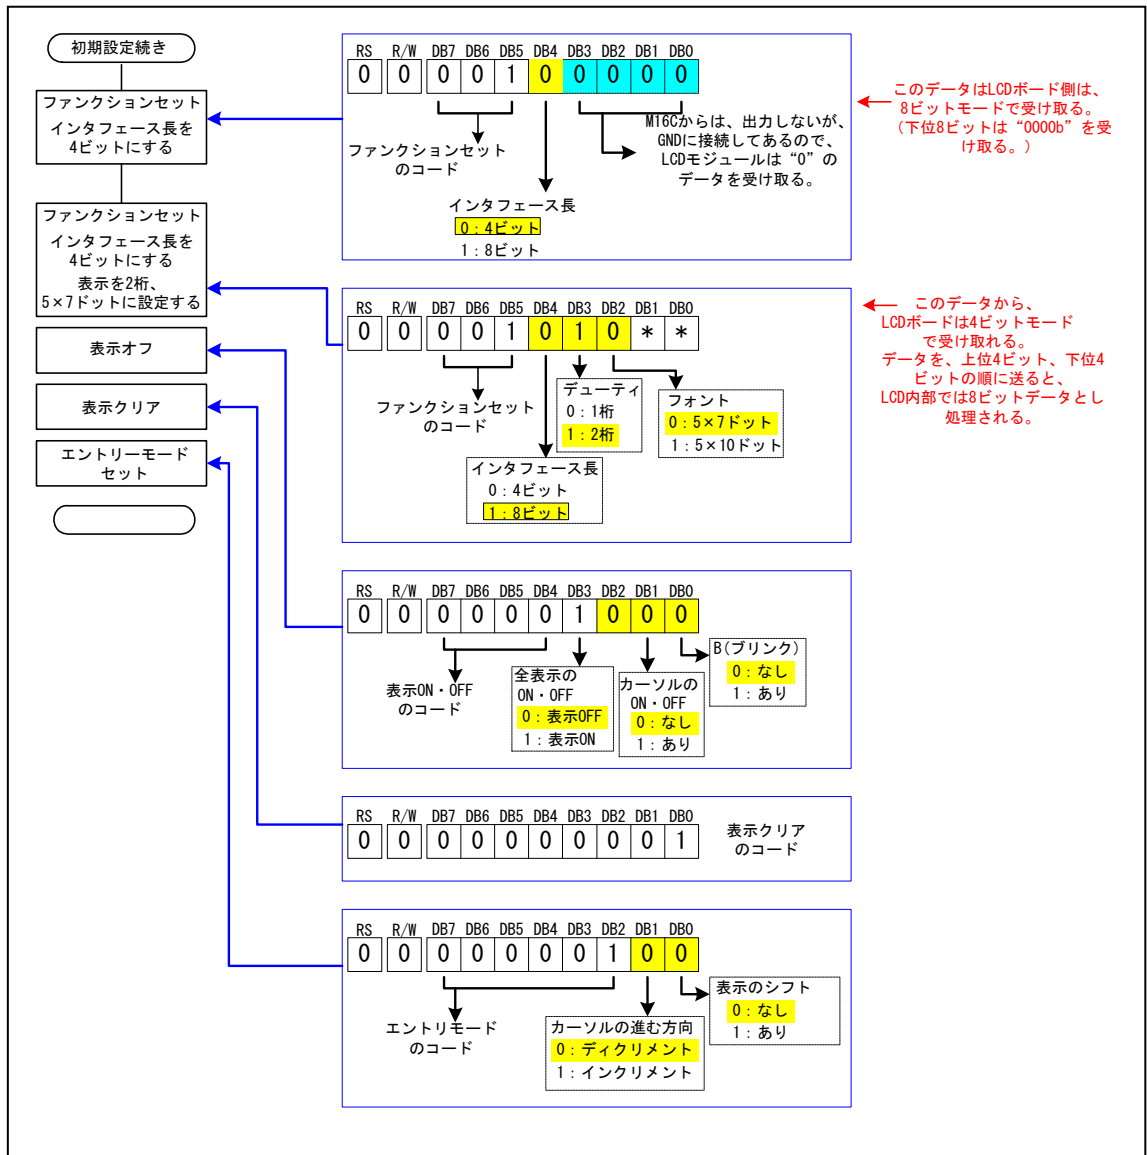 初期設定続き
ファンクションセット
インタフェース長を
4ビットにする
ファンクションセット
インタフェース長を
4ビットにする
表示を2桁、
5×7ドットに設定する
表示オフ
表示クリア
エントリーモード
セット
RS R/W DB7 DB6 DB5 DB4 DB3 DB2 DB1 DB0
0 0 0 0 1 0 0 0 0 0
ファンクションセット
のコード
M16Cからは、出力しないが、
GNDに接続してあるので、
LCDモジュールは“0”の
データを受け取る。
インタフェース長
0：4ビット
1：8ビット
このデータはLCDボード側は、
8ビットモードで受け取る。
（下位8ビットは“0000b”を受
け取る。）
RS R/W DB7 DB6 DB5 DB4 DB3 DB2 DB1 DB0
0 0 0 0 1 0 1 0 * *
ファンクションセット
のコード
デューティ
0：1桁
1：2桁
フォント
0：5×7ドット
1：5×10ドット
インタフェース長
0：4ビット
1：8ビット
このデータから、
LCDボードは4ビットモード
で受け取れる。
データを、上位4ビット、下位4
ビットの順に送ると、
LCD内部では8ビットデータとし
処理される。
RS R/W DB7 DB6 DB5 DB4 DB3 DB2 DB1 DB0
0 0 0 0 0 0 1 0 0 0
表示ON・OFF
のコード
全表示の
ON・OFF
0：表示OFF
1：表示ON
カーソルの
ON・OFF
0：なし
1：あり
B(ブリンク)
0：なし
1：あり
RS R/W DB7 DB6 DB5 DB4 DB3 DB2 DB1 DB0
0 0 0 0 0 0 0 0 0 1
表示クリア
のコード
RS R/W DB7 DB6 DB5 DB4 DB3 DB2 DB1 DB0
0 0 0 0 0 0 0 1 0 0
エントリモード
のコード
カーソルの進む方向
0：ディクリメント
1：インクリメント
表示のシフト
0：なし
1：あり